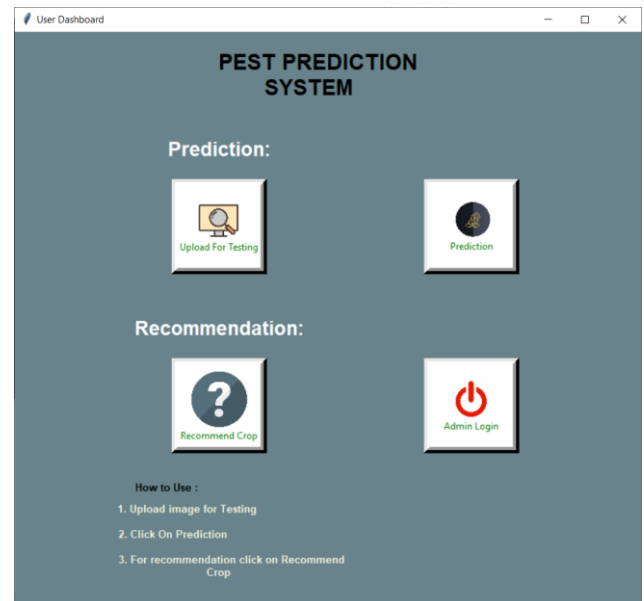 User Dashboard
PEST PREDICTION
SYSTEM
Prediction:
Upload For Testing
Prediction
Recommendation:
?
Recommend Crop
Admin Login
How to Use :
1. Upload image for Testing
2. Click On Prediction
3. For recommendation click on Recommend
Crop